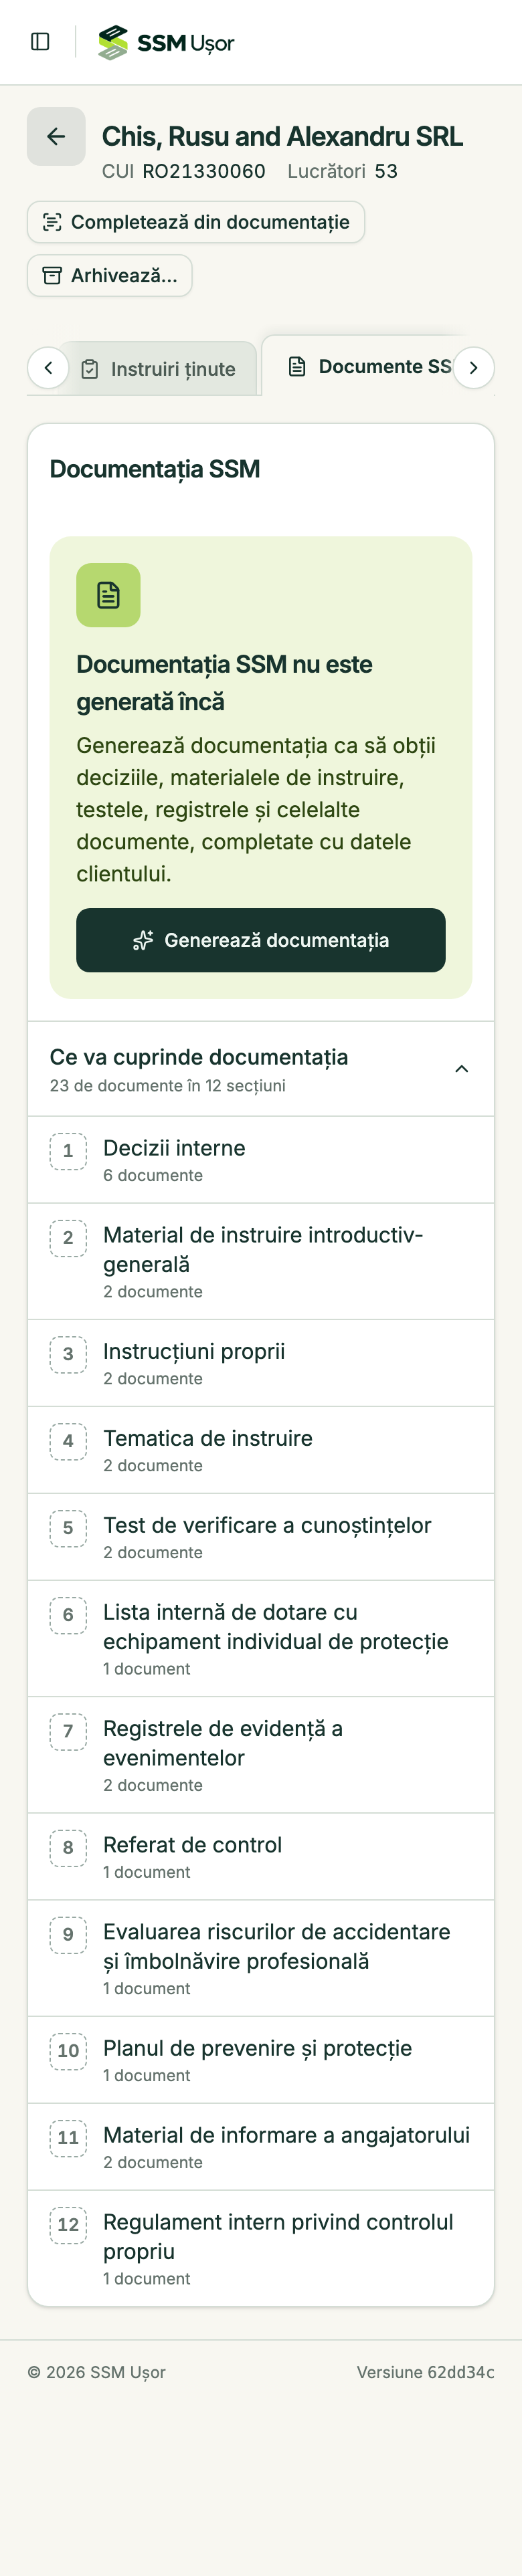 SSM Ușor
Chis, Rusu and Alexandru SRL
CUI RO21330060 Lucrători 53
Completează din documentație
Arhivează...
Instruiri ținute
Documente SS
Documentația SSM
Documentația SSM nu este
generată încă
Generează documentația ca să obții
deciziile, materialele de instruire,
testele, registrele și celelalte
documente, completate cu datele
clientului.
Generează documentația
Ce va cuprinde documentația
23 de documente în 12 secțiuni
1 Decizii interne
6 documente
2 Material de instruire introductiv-
generală
2 documente
3 Instrucțiuni proprii
2 documente
4 Tematica de instruire
2 documente
5 Test de verificare a cunoștințelor
2 documente
6 Lista internă de dotare cu
echipament individual de protecție
1 document
7 Registrele de evidență a
evenimentelor
2 documente
8 Referat de control
1 document
9 Evaluarea riscurilor de accidentare
și îmbolnăvire profesională
1 document
10 Planul de prevenire și protecție
1 document
11 Material de informare a angajatorului
2 documente
12 Regulament intern privind controlul
propriu
1 document
© 2026 SSM Ușor
Versiune 62dd34c